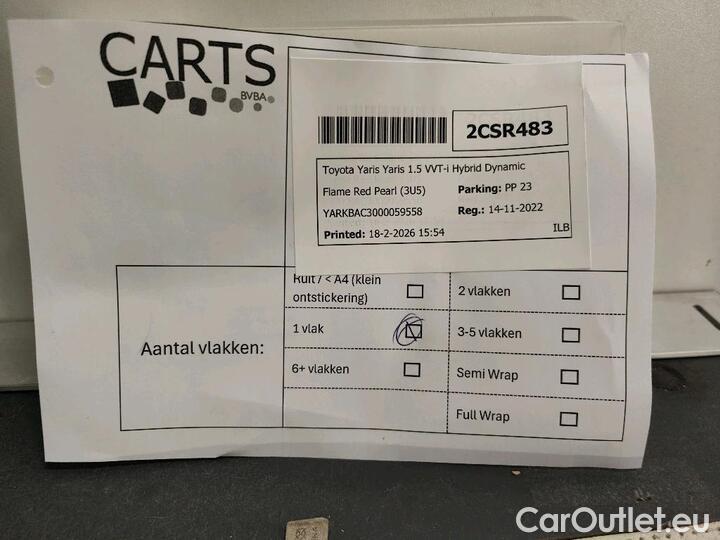 CARTS
BVBA
2CSR483
Toyota Yaris Yaris 1.5 VVT-i Hybrid Dynamic
Flame Red Pearl (3U5) Parking: PP 23
YARKBAC3000059558 Reg.: 14-11-2022
Printed: 18-2-2026 15:54 ILB
Aantal vlakken:
Ruit / < A4 (klein
ontstickering)
2 vlakken
1 vlak
3-5 vlakken
6+ vlakken
Semi Wrap
Full Wrap
CarOutlet.eu